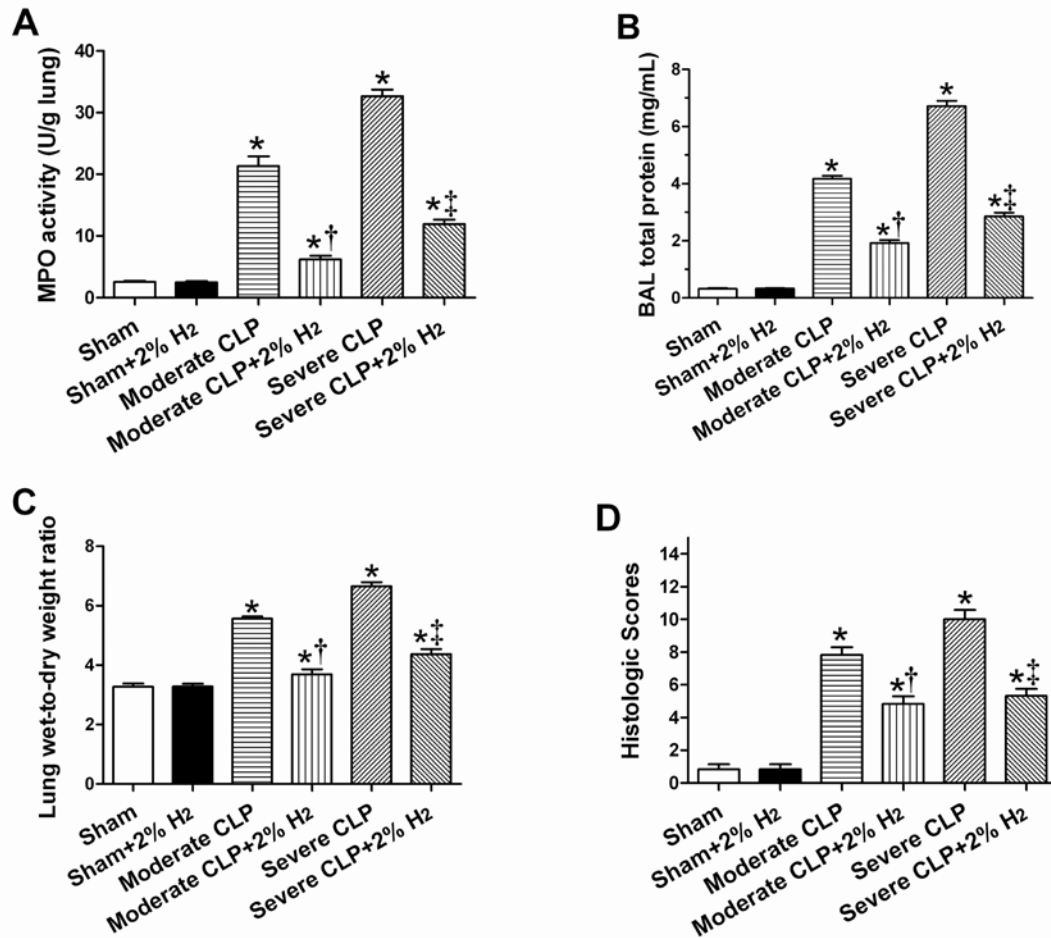 A
MPO activity (U/g lung)
40
30
20
10
0
*
*†
*
*‡
Sham
Sham+2% H2
Moderate CLP
Moderate CLP+2% H2
Severe CLP
Severe CLP+2% H2
B
BAL total protein (mg/mL)
8
6
4
2
0
*
*†
*
*‡
Sham
Sham+2% H2
Moderate CLP
Moderate CLP+2% H2
Severe CLP
Severe CLP+2% H2
C
Lung wet-to-dry weight ratio
8
6
4
2
0
*
*†
*
*‡
Sham
Sham+2% H2
Moderate CLP
Moderate CLP+2% H2
Severe CLP
Severe CLP+2% H2
D
Histologic Scores
14
12
10
8
6
4
2
0
*
*†
*
*‡
Sham
Sham+2% H2
Moderate CLP
Moderate CLP+2% H2
Severe CLP
Severe CLP+2% H2